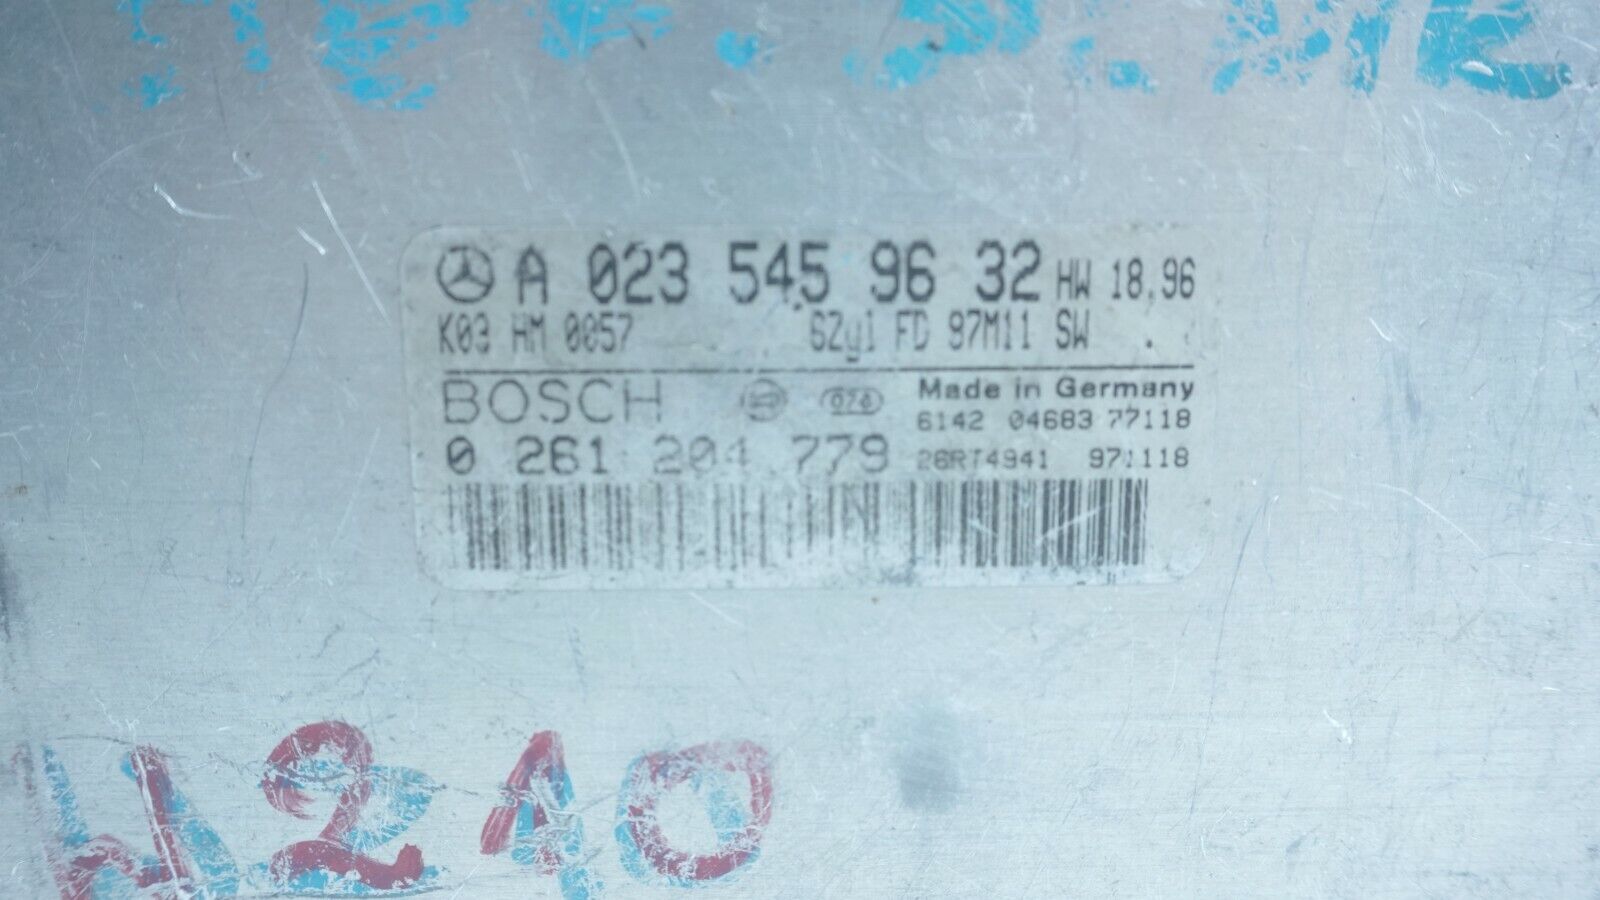 A 023 545 96 32 HW 18.96
K03 HM 0057 6Zyl FD 97M11 SW .
BOSCH Made in Germany
6142 04683 77118
0 261 204 779 26RT4941 971118
W210